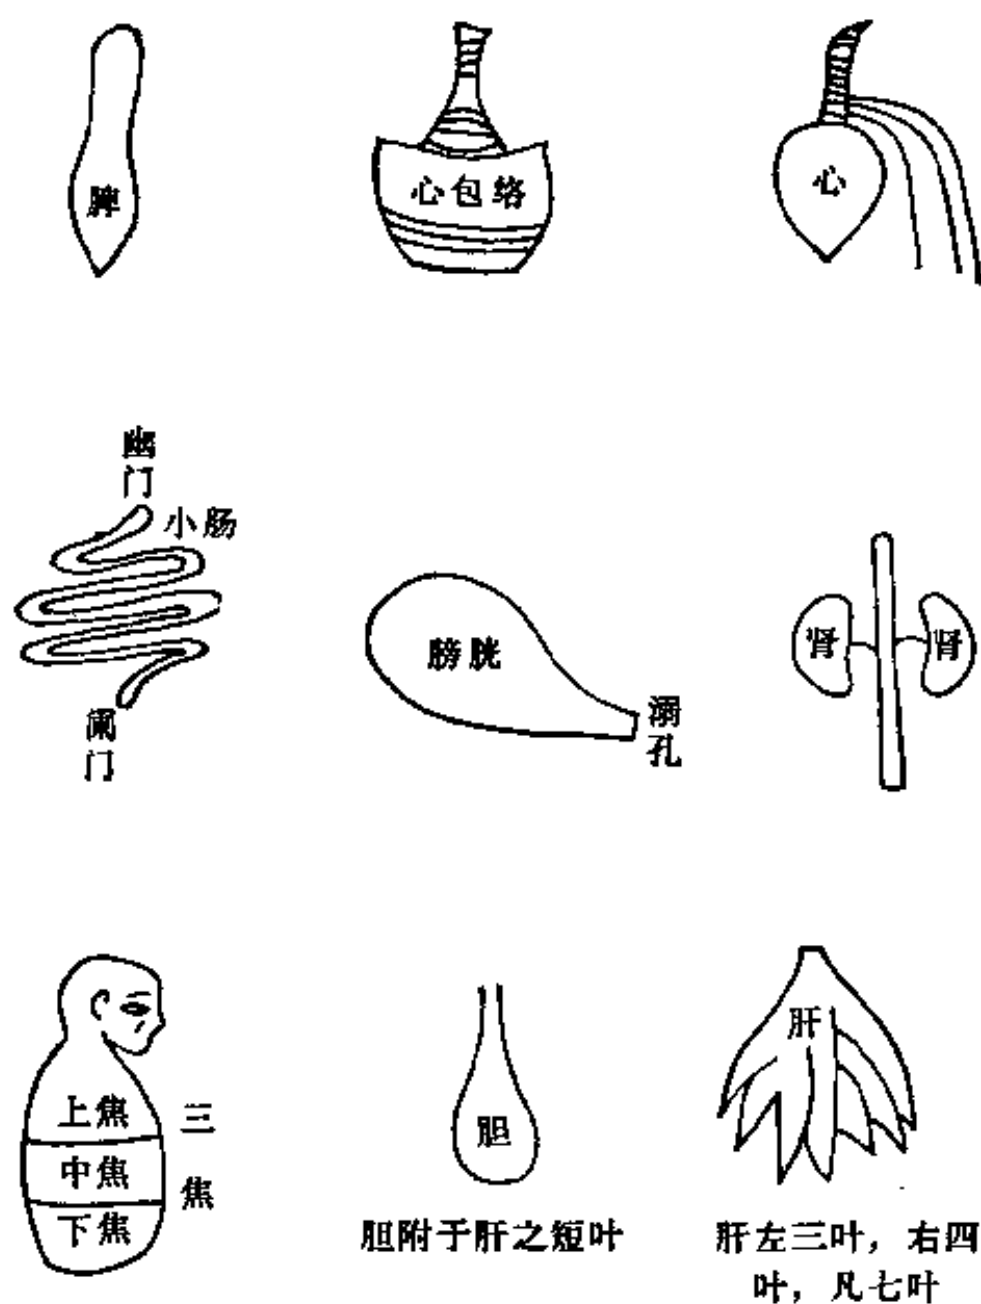 脾
心包络
心
幽门
小肠
阑门
膀胱
溺孔
肾
肾
上焦
中焦
下焦
三焦
胆
胆附于肝之短叶
肝
肝左三叶，右四
叶，凡七叶